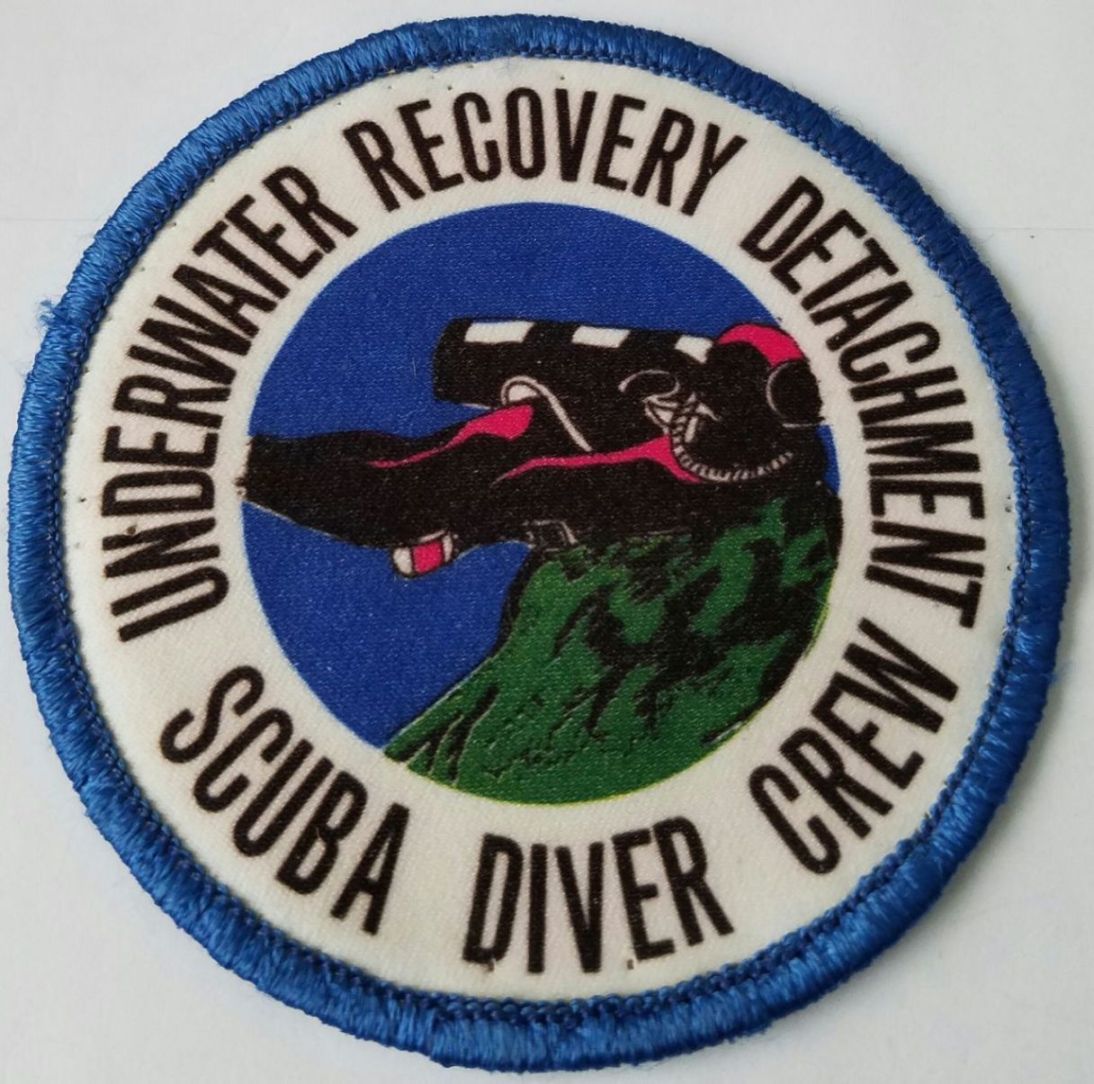 UNDERWATER RECOVERY DETACHMENT
SCUBA DIVER CREW